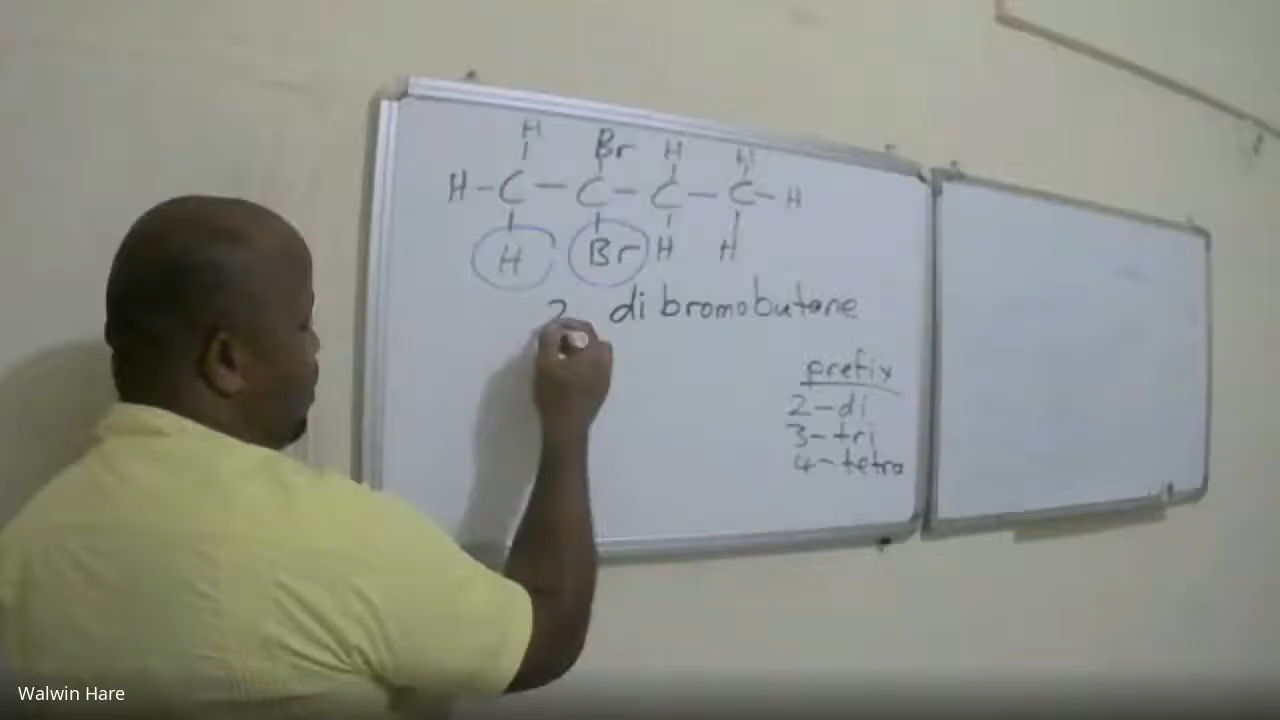 H Br H H
H-C-C-C-C-H
H Br H H
2 dibromobutane
prefix
2-di
3-tri
4-tetra
Walwin Hare